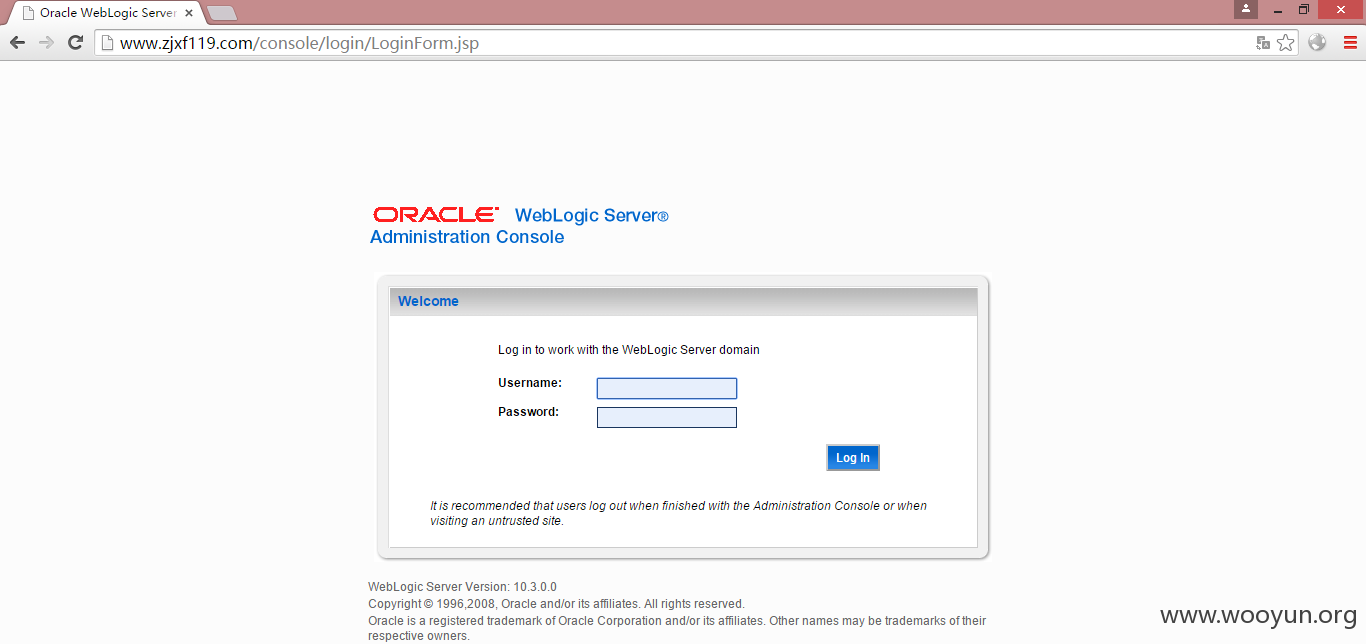 Oracle WebLogic Server
www.zjxf119.com/console/login/LoginForm.jsp
ORACLE WebLogic Server®
Administration Console
Welcome
Log in to work with the WebLogic Server domain
Username:
Password:
Log In
It is recommended that users log out when finished with the Administration Console or when
visiting an untrusted site.
WebLogic Server Version: 10.3.0.0
Copyright © 1996,2008, Oracle and/or its affiliates. All rights reserved.
Oracle is a registered trademark of Oracle Corporation and/or its affiliates. Other names may be trademarks of their
respective owners.
www.wooyun.org